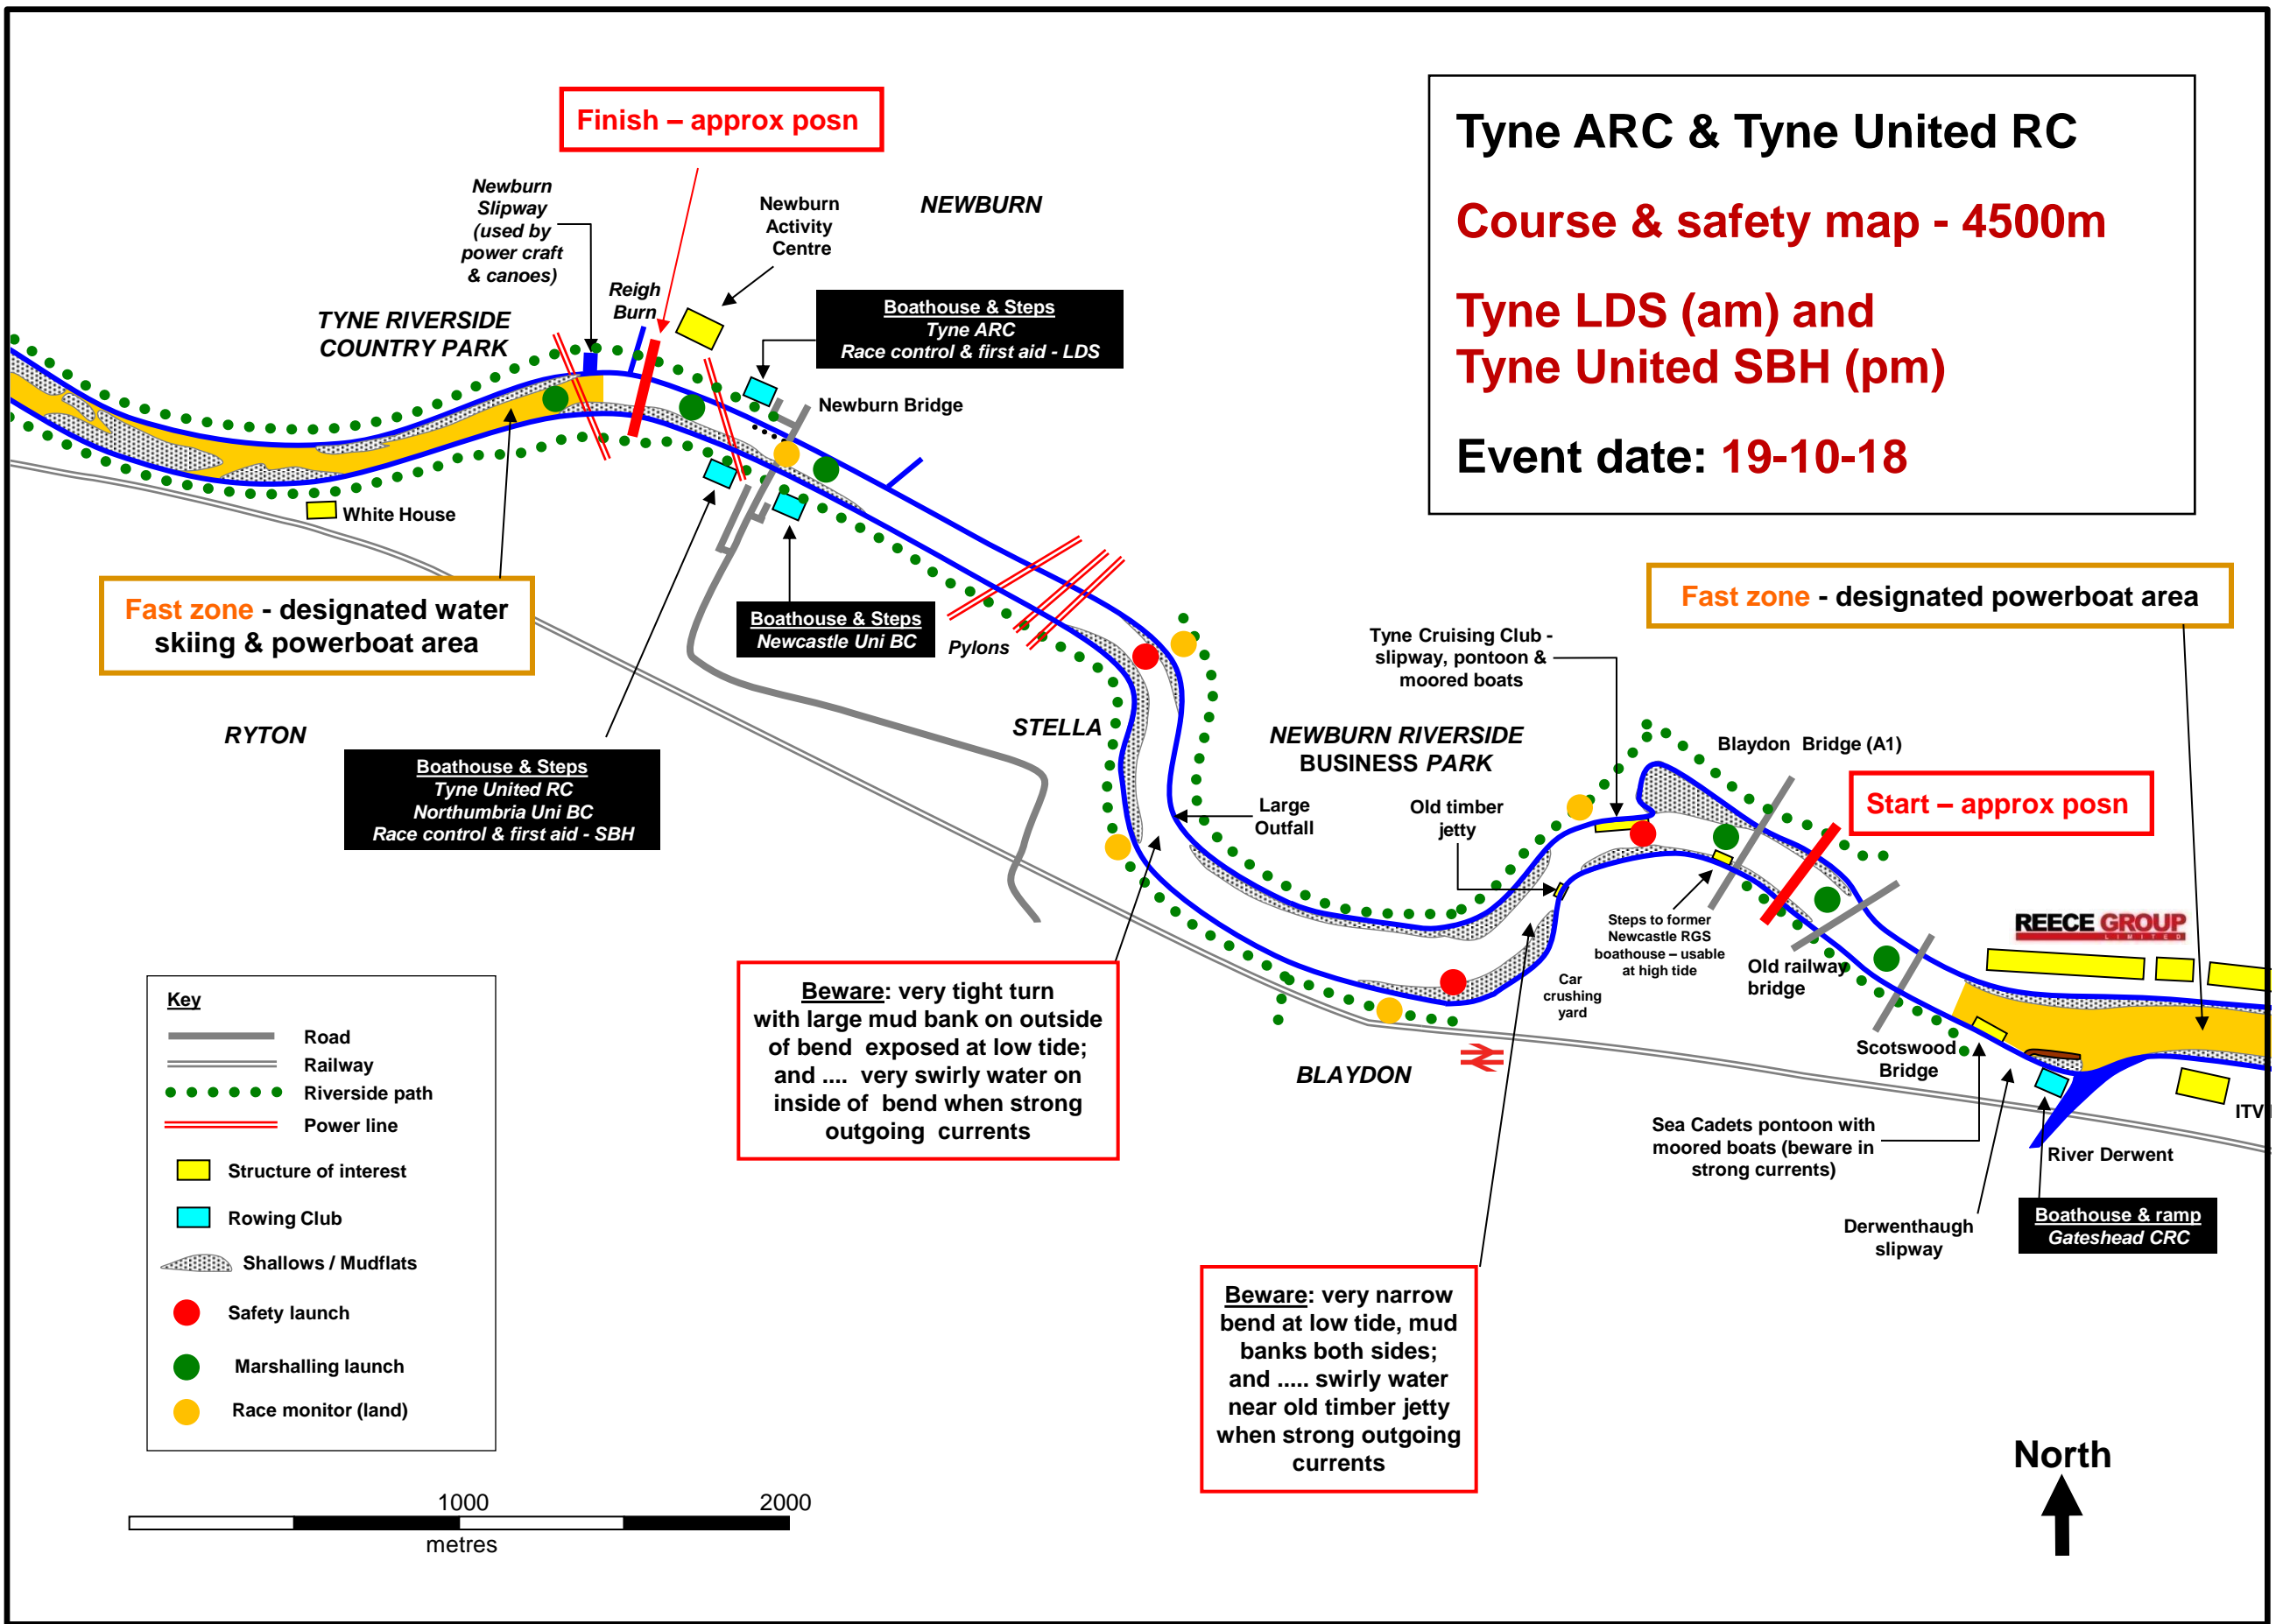 Tyne ARC & Tyne United RC
Course & safety map - 4500m
Tyne LDS (am) and
Tyne United SBH (pm)
Event date: 19-10-18
Finish – approx posn
Newburn
Slipway
(used by
power craft
& canoes)
Reigh
Burn
Newburn
Activity
Centre
NEWBURN
TYNE RIVERSIDE
COUNTRY PARK
Boathouse & Steps
Tyne ARC
Race control & first aid - LDS
Newburn Bridge
White House
Fast zone - designated water
skiing & powerboat area
Boathouse & Steps
Newcastle Uni BC
Pylons
RYTON
STELLA
Boathouse & Steps
Tyne United RC
Northumbria Uni BC
Race control & first aid - SBH
Fast zone - designated powerboat area
Tyne Cruising Club -
slipway, pontoon &
moored boats
NEWBURN RIVERSIDE
BUSINESS PARK
Blaydon Bridge (A1)
Start – approx posn
Large
Outfall
Old timber
jetty
Steps to former
Newcastle RGS
boathouse – usable
at high tide
Car
crushing
yard
Old railway
bridge
REECE GROUP
LIMITED
Scotswood
Bridge
BLAYDON
ITV
Sea Cadets pontoon with
moored boats (beware in
strong currents)
River Derwent
Derwenthaugh
slipway
Boathouse & ramp
Gateshead CRC
Beware: very tight turn
with large mud bank on outside
of bend exposed at low tide;
and .... very swirly water on
inside of bend when strong
outgoing currents
Beware: very narrow
bend at low tide, mud
banks both sides;
and ..... swirly water
near old timber jetty
when strong outgoing
currents
Key
Road
Railway
Riverside path
Power line
Structure of interest
Rowing Club
Shallows / Mudflats
Safety launch
Marshalling launch
Race monitor (land)
1000
2000
metres
North